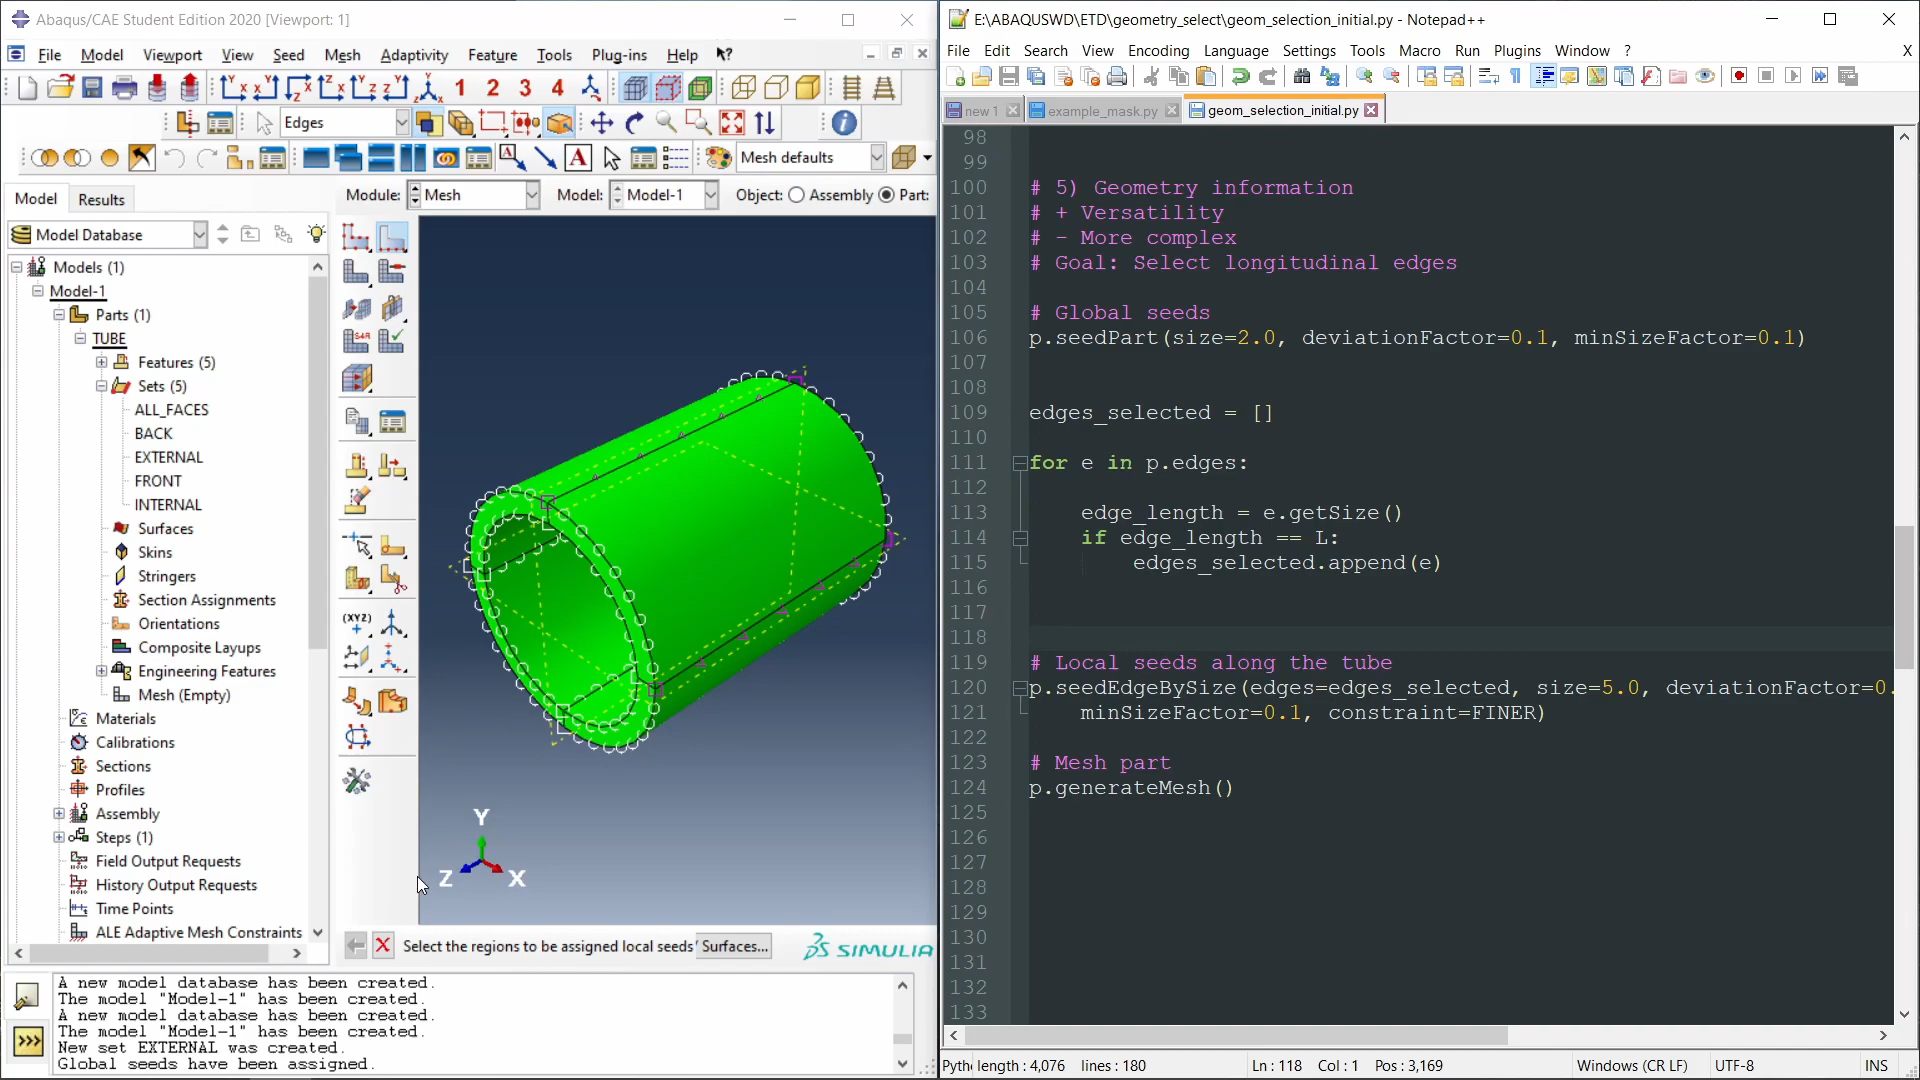 Abaqus/CAE Student Edition 2020 [Viewport: 1]
File Model Viewport View Seed Mesh Adaptivity Feature Tools Plug-ins Help
1 2 3 4
Edges
Mesh defaults
Model Results
Module: Mesh Model: Model-1 Object: Assembly Part:
Model Database
Models (1)
Model-1
Parts (1)
TUBE
Features (5)
Sets (5)
ALL_FACES
BACK
EXTERNAL
FRONT
INTERNAL
Surfaces
Skins
Stringers
Section Assignments
Orientations
Composite Layups
Engineering Features
Mesh (Empty)
Materials
Calibrations
Sections
Profiles
Assembly
Steps (1)
Field Output Requests
History Output Requests
Time Points
ALE Adaptive Mesh Constraints
(XYZ)
Y
Z X
Select the regions to be assigned local seeds Surfaces...
SIMULIA
A new model database has been created.
The model "Model-1" has been created.
A new model database has been created.
The model "Model-1" has been created.
New set EXTERNAL was created.
Global seeds have been assigned.
E:\ABAQUSWD\ETD\geometry_select\geom_selection_initial.py - Notepad++
File Edit Search View Encoding Language Settings Tools Macro Run Plugins Window ? X
new 1 example_mask.py geom_selection_initial.py
98
99
100 # 5) Geometry information
101 # + Versatility
102 # - More complex
103 # Goal: Select longitudinal edges
104
105 # Global seeds
106 p.seedPart(size=2.0, deviationFactor=0.1, minSizeFactor=0.1)
107
108
109 edges_selected = []
110
111 for e in p.edges:
112
113 edge_length = e.getSize()
114 if edge_length == L:
115 edges_selected.append(e)
116
117
118
119 # Local seeds along the tube
120 p.seedEdgeBySize(edges=edges_selected, size=5.0, deviationFactor=0.
121 minSizeFactor=0.1, constraint=FINER)
122
123 # Mesh part
124 p.generateMesh()
125
126
127
128
129
130
131
132
133
Pyth length : 4,076 lines : 180 Ln : 118 Col : 1 Pos : 3,169 Windows (CR LF) UTF-8 INS